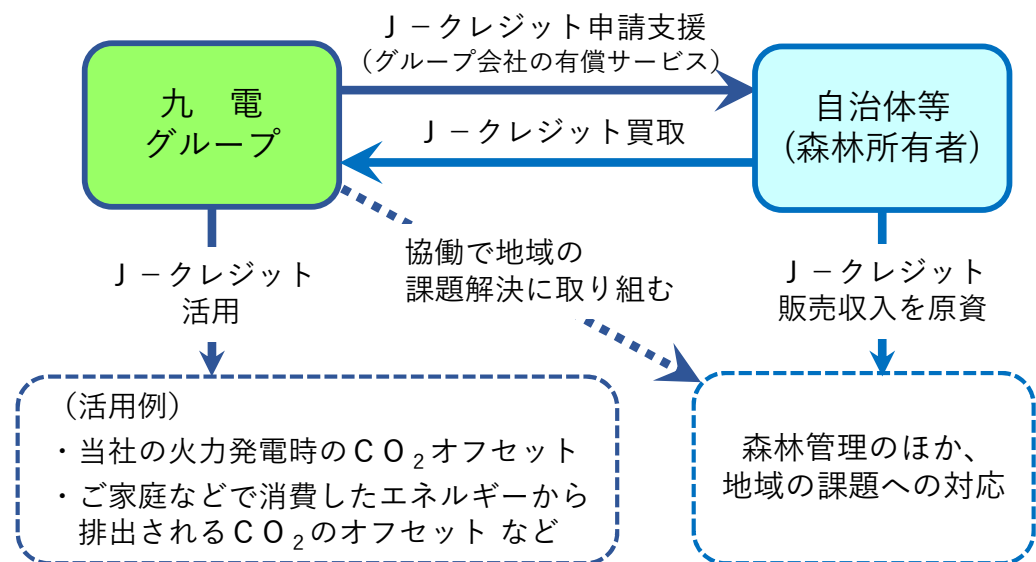 Ｊ－クレジット申請支援
（グループ会社の有償サービス）
九　電
グループ
自治体等
（森林所有者）
Ｊ－クレジット買取
協働で地域の
課題解決に取り組む
Ｊ－クレジット
活用
Ｊ－クレジット
販売収入を原資
（活用例）
・当社の火力発電時のＣＯ₂オフセット
・ご家庭などで消費したエネルギーから
排出されるＣＯ₂のオフセット など
森林管理のほか、
地域の課題への対応